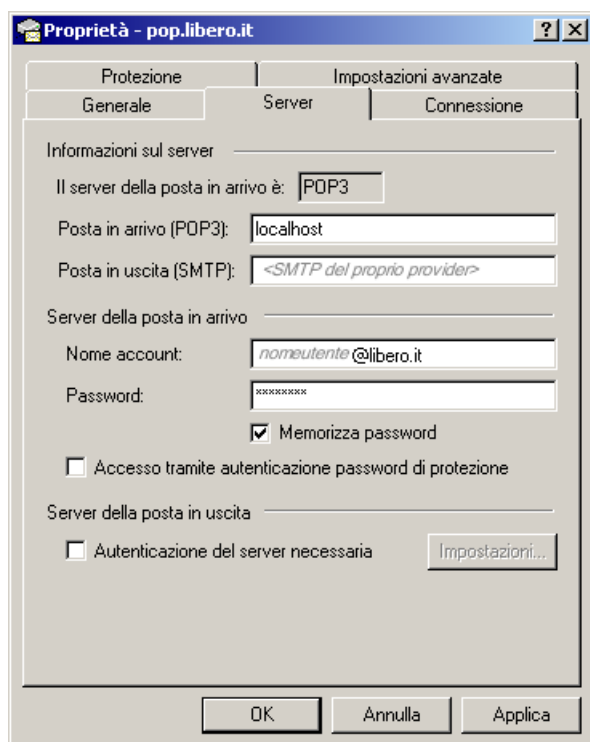 Proprietà - pop.libero.it
Protezione
Impostazioni avanzate
Generale
Server
Connessione
Informazioni sul server
Il server della posta in arrivo è: POP3
Posta in arrivo (POP3): localhost
Posta in uscita (SMTP): <SMTP del proprio provider>
Server della posta in arrivo
Nome account: nomeutente @libero.it
Password: ********
Memorizza password
Accesso tramite autenticazione password di protezione
Server della posta in uscita
Autenticazione del server necessaria
Impostazioni...
OK
Annulla
Applica